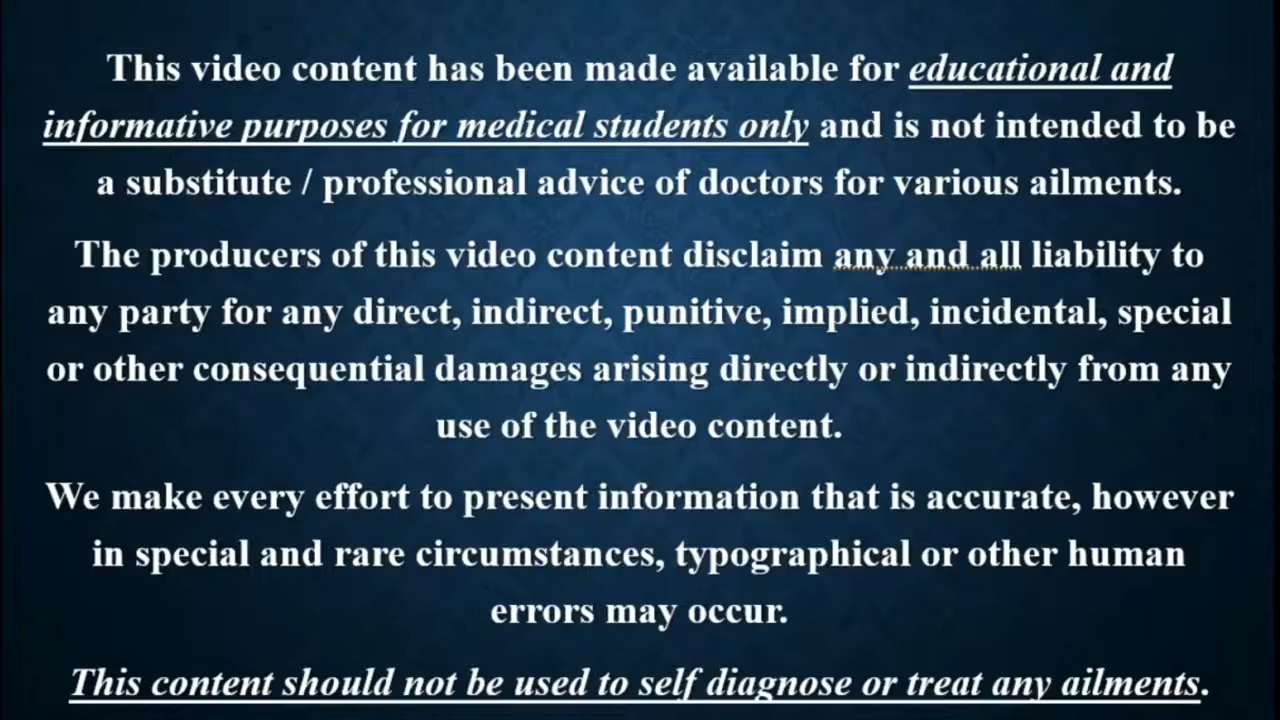 This video content has been made available for educational and
informative purposes for medical students only and is not intended to be
a substitute / professional advice of doctors for various ailments.
The producers of this video content disclaim any and all liability to
any party for any direct, indirect, punitive, implied, incidental, special
or other consequential damages arising directly or indirectly from any
use of the video content.
We make every effort to present information that is accurate, however
in special and rare circumstances, typographical or other human
errors may occur.
This content should not be used to self diagnose or treat any ailments.